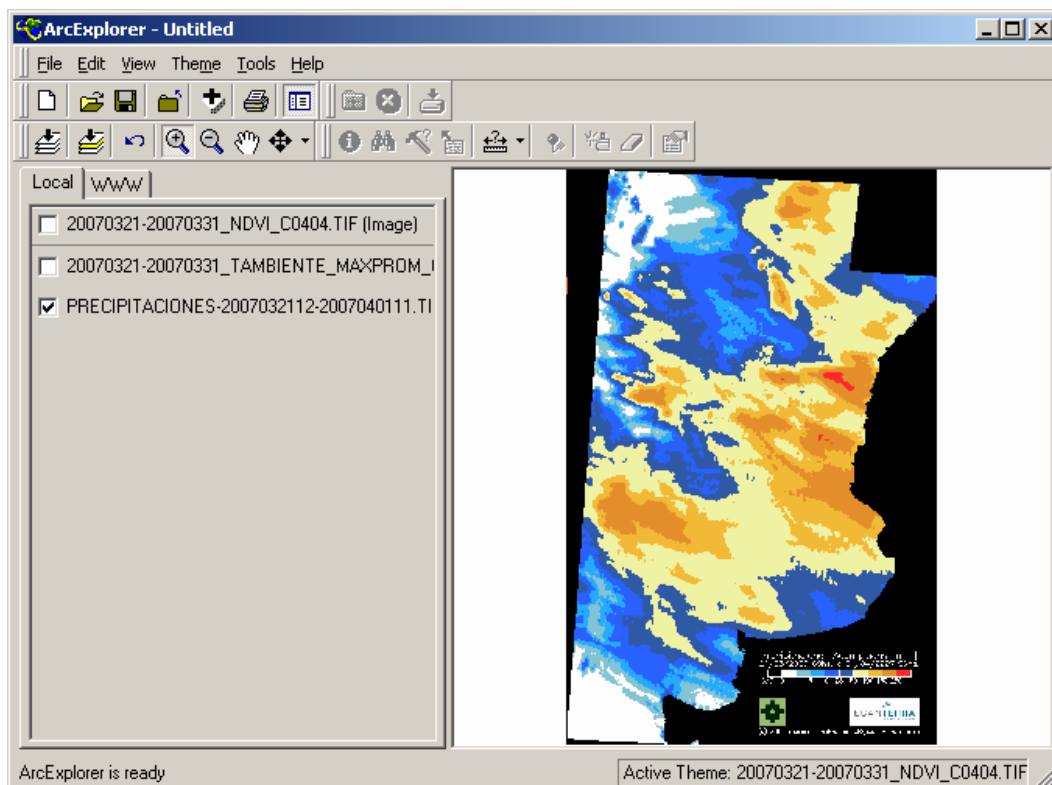 ArcExplorer - Untitled
File Edit View Theme Tools Help
Local WWW
20070321-20070331_NDVI_C0404.TIF (Image)
20070321-20070331_TAMBIENTE_MAXPROM_
PRECIPITACIONES-2007032112-2007040111.TI
ArcExplorer is ready
Active Theme: 20070321-20070331_NDVI_C0404.TIF